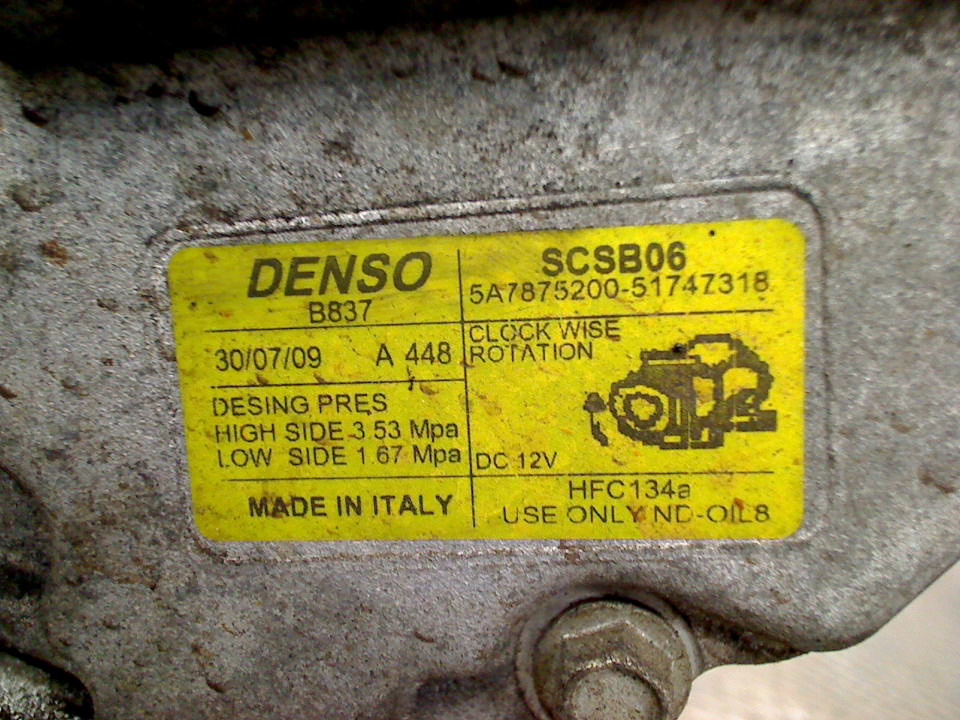 DENSO
B837
30/07/09 A 448
DESING PRES
HIGH SIDE 3.53 Mpa
LOW SIDE 1.67 Mpa
MADE IN ITALY
SCSB06
5A7875200-51747318
CLOCK WISE
ROTATION
DC 12V
HFC134a
USE ONLY ND-OIL8